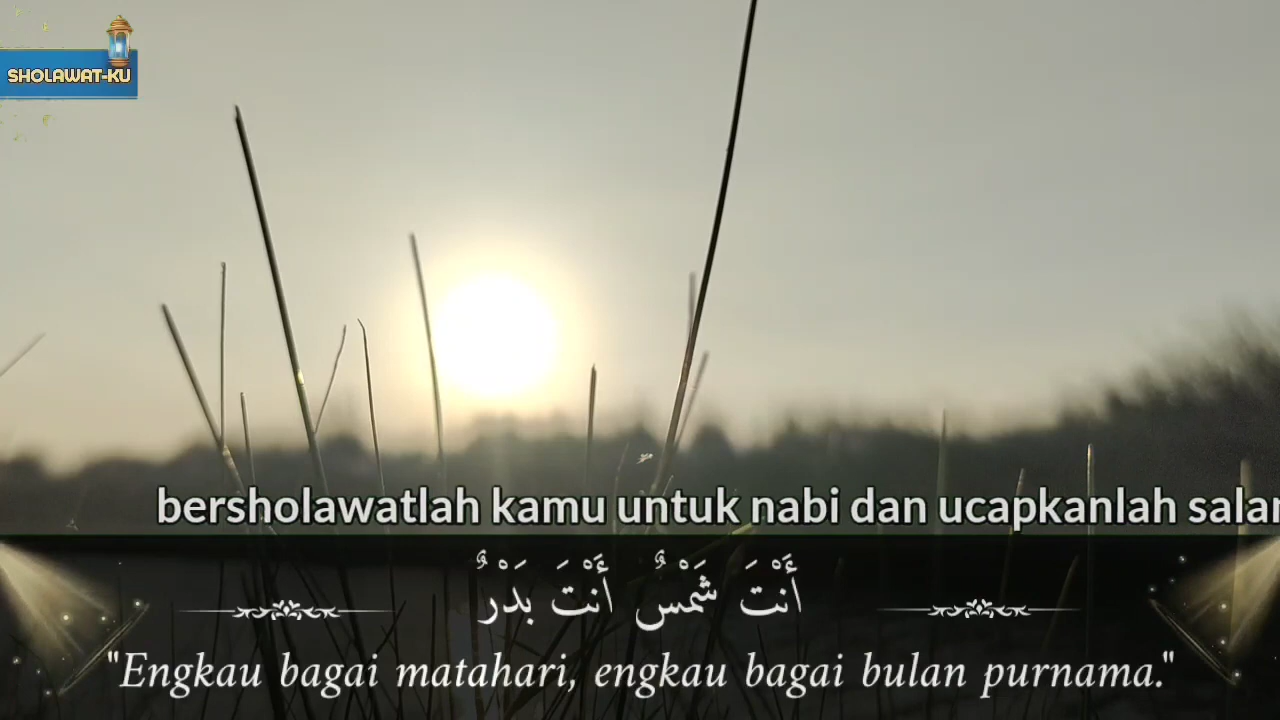 SHOLAWAT-KU
bersholawatlah kamu untuk nabi dan ucapkanlah
أَنْتَ شَمْسٌ أَنْتَ بَدْرٌ
"Engkau bagai matahari, engkau bagai bulan purnama."